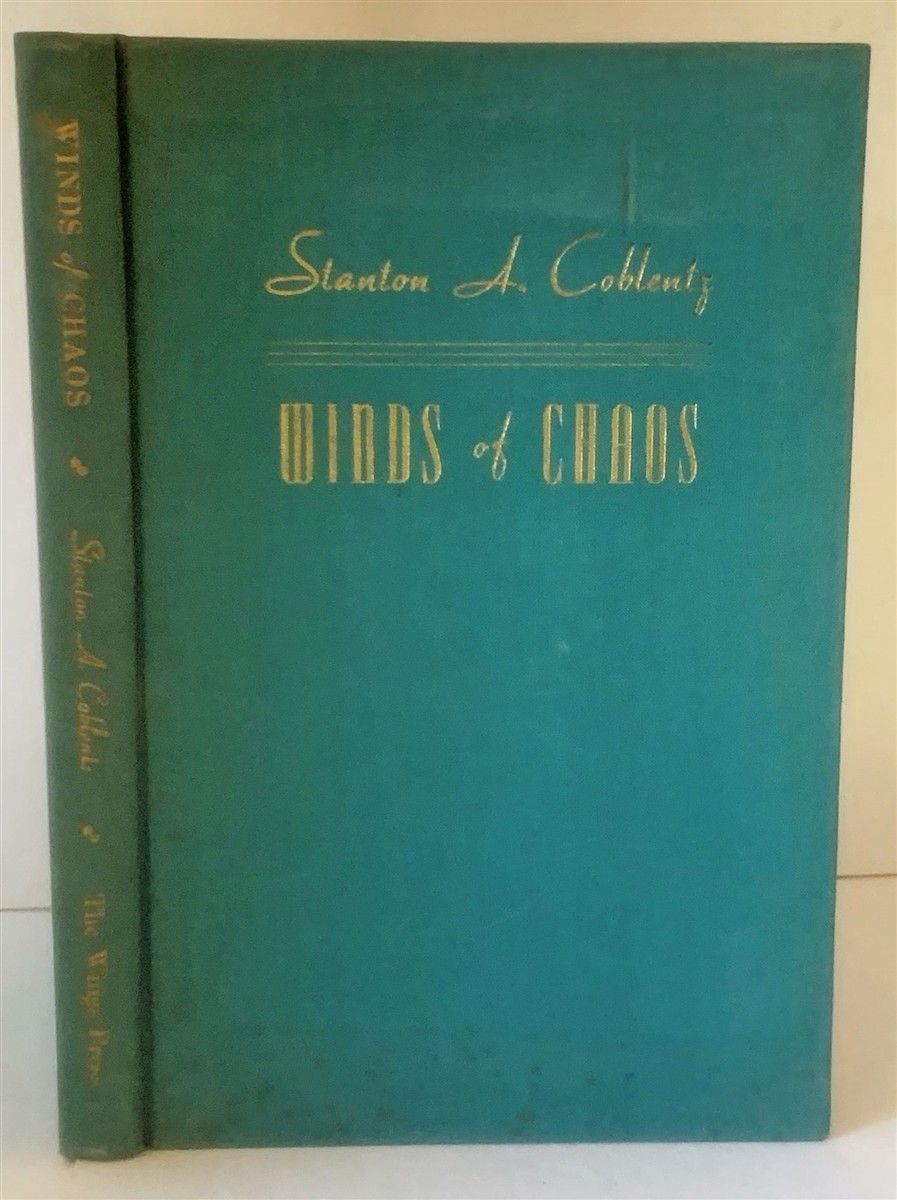 Stanton A. Coblentz
WINDS of CHAOS
WINDS of CHAOS
Stanton A. Coblentz
The Wings Press